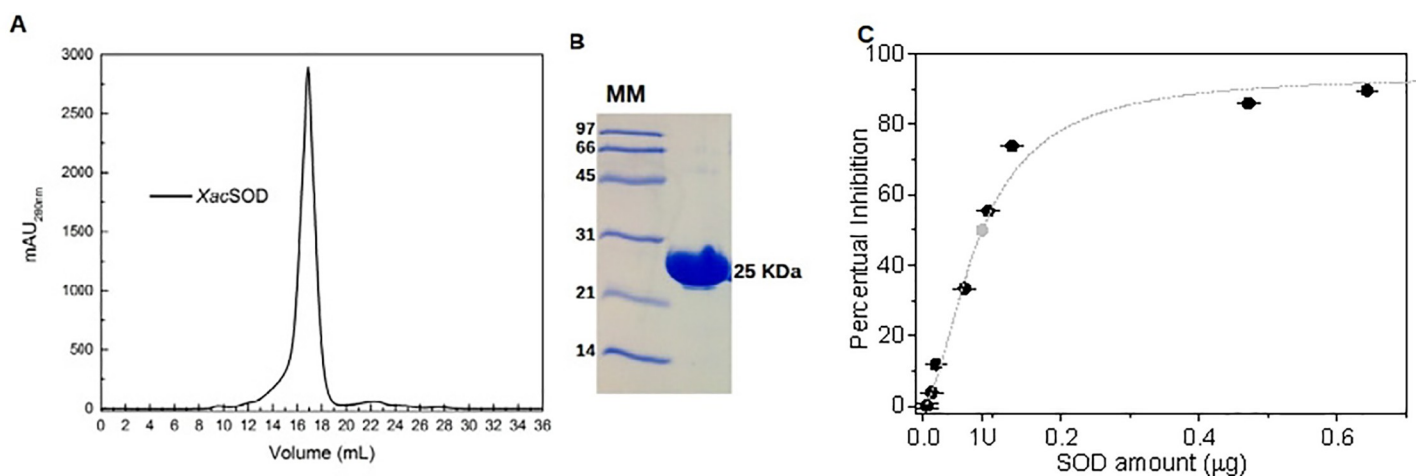 A
3000
2500
2000
1500
1000
500
0
mAU280nm
XacSOD
0 2 4 6 8 10 12 14 16 18 20 22 24 26 28 30 32 34 36
Volume (mL)
B
MM
97
66
45
31
21
14
25 KDa
C
100
80
60
40
20
0
Percentual Inhibition
0.0 1U 0.2 0.4 0.6
SOD amount (μg)